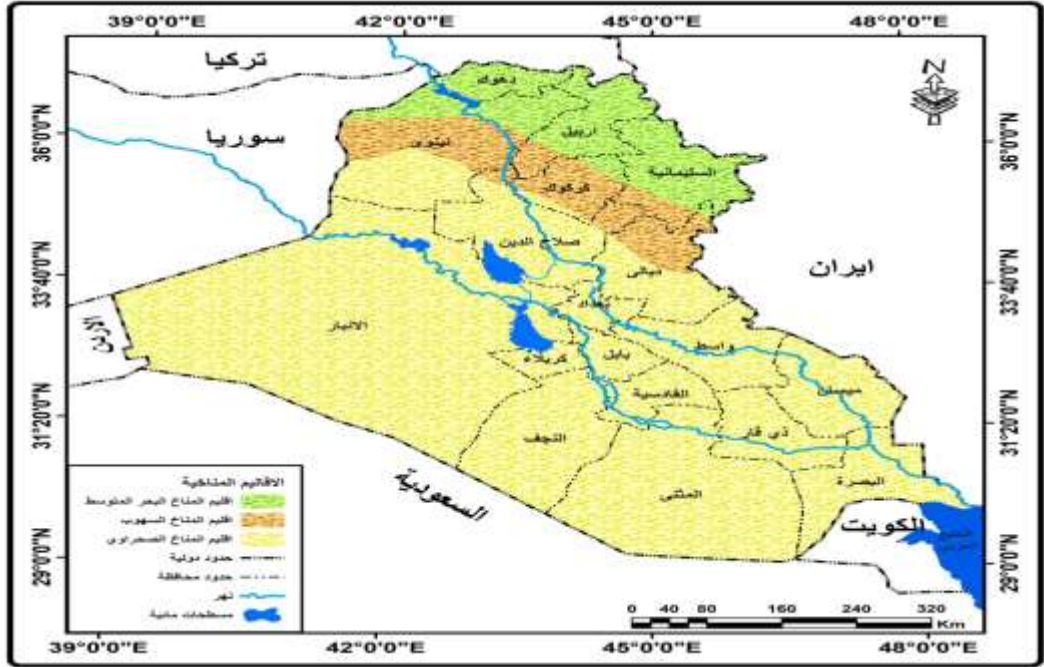 39°0'0"E 42°0'0"E 45°0'0"E 48°0'0"E
N
تركيا
سوريا
ايران
الاردن
السعودية
الكويت
36°0'0"N
33°40'0"N
31°20'0"N
29°0'0"N
36°0'0"N
33°40'0"N
31°20'0"N
29°0'0"N
دهوك
اربيل
نينوى
السليمانية
كركوك
صلاح الدين
ديالى
بغداد
الانبار
واسط
بابل
كربلاء
ميسان
القادسية
النجف
ذي قار
المثنى
البصرة
الاقاليم المناخية
اقليم المناخ البحر المتوسط
اقليم المناخ السهوب
اقليم المناخ الصحراوي
حدود دولية
حدود محافظة
نهر
مسطحات مائية
0 40 80 160 240 320
Km
39°0'0"E 42°0'0"E 45°0'0"E 48°0'0"E